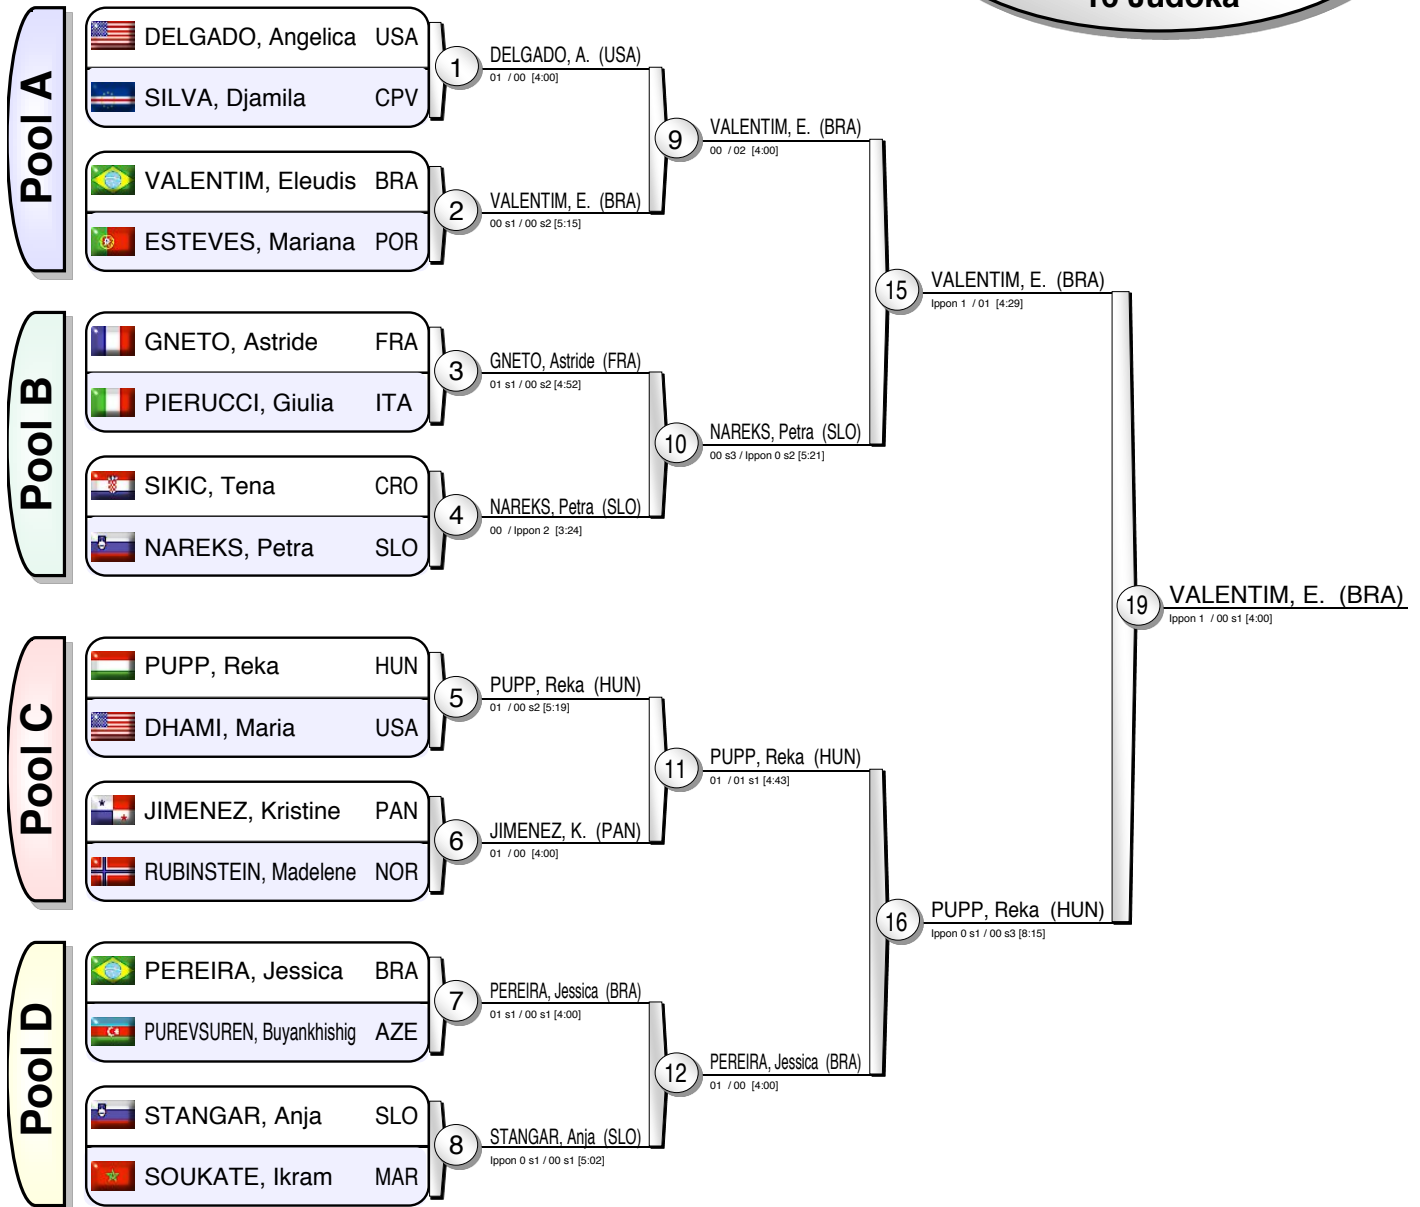 16 Judoka
Pool A
DELGADO, Angelica USA
SILVA, Djamila CPV
VALENTIM, Eleudis BRA
ESTEVES, Mariana POR
Pool B
GNETO, Astride FRA
PIERUCCI, Giulia ITA
SIKIC, Tena CRO
NAREKS, Petra SLO
Pool C
PUPP, Reka HUN
DHAMI, Maria USA
JIMENEZ, Kristine PAN
RUBINSTEIN, Madelene NOR
Pool D
PEREIRA, Jessica BRA
PUREVSUREN, Buyankhishig AZE
STANGAR, Anja SLO
SOUKATE, Ikram MAR
1
DELGADO, A. (USA)
01 / 00 [4:00]
2
VALENTIM, E. (BRA)
00 s1 / 00 s2 [5:15]
3
GNETO, Astride (FRA)
01 s1 / 00 s2 [4:52]
4
NAREKS, Petra (SLO)
00 / Ippon 2 [3:24]
5
PUPP, Reka (HUN)
01 / 00 s2 [5:19]
6
JIMENEZ, K. (PAN)
01 / 00 [4:00]
7
PEREIRA, Jessica (BRA)
01 s1 / 00 s1 [4:00]
8
STANGAR, Anja (SLO)
Ippon 0 s1 / 00 s1 [5:02]
9
VALENTIM, E. (BRA)
00 / 02 [4:00]
10
NAREKS, Petra (SLO)
00 s3 / Ippon 0 s2 [5:21]
11
PUPP, Reka (HUN)
01 / 01 s1 [4:43]
12
PEREIRA, Jessica (BRA)
01 / 00 [4:00]
15
VALENTIM, E. (BRA)
Ippon 1 / 01 [4:29]
16
PUPP, Reka (HUN)
Ippon 0 s1 / 00 s3 [8:15]
19
VALENTIM, E. (BRA)
Ippon 1 / 00 s1 [4:00]